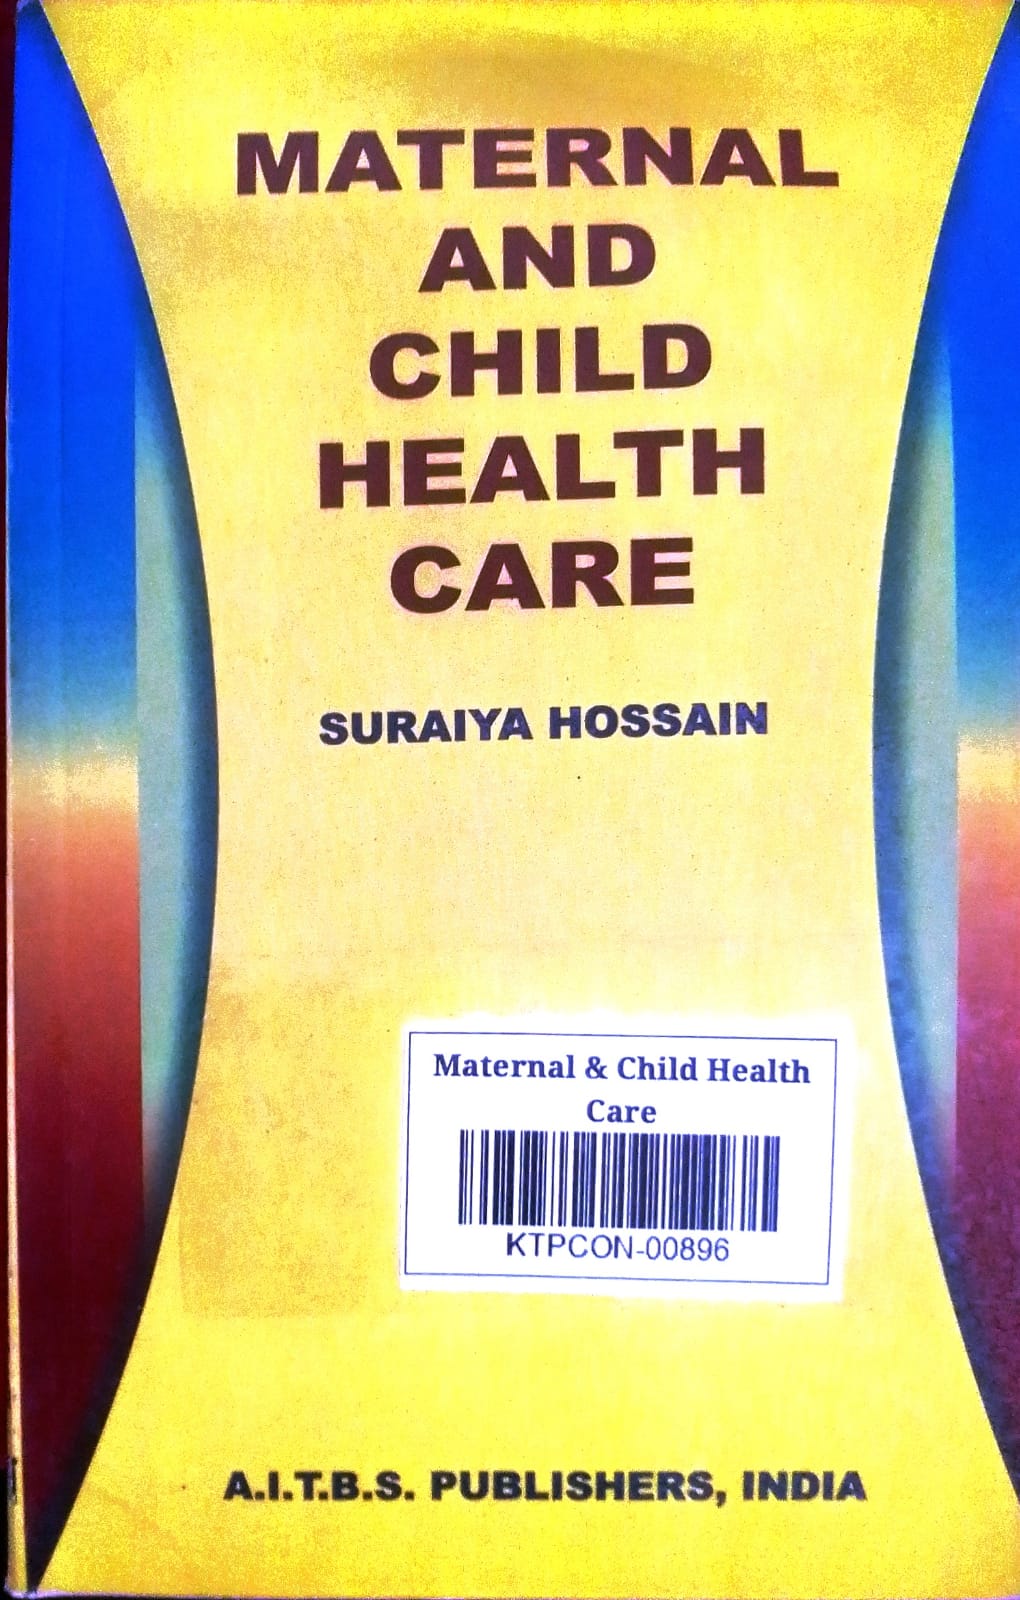 MATERNAL
AND
CHILD
HEALTH
CARE
SURAIYA HOSSAIN
Maternal & Child Health
Care
KTPCON-00896
A.I.T.B.S. PUBLISHERS, INDIA